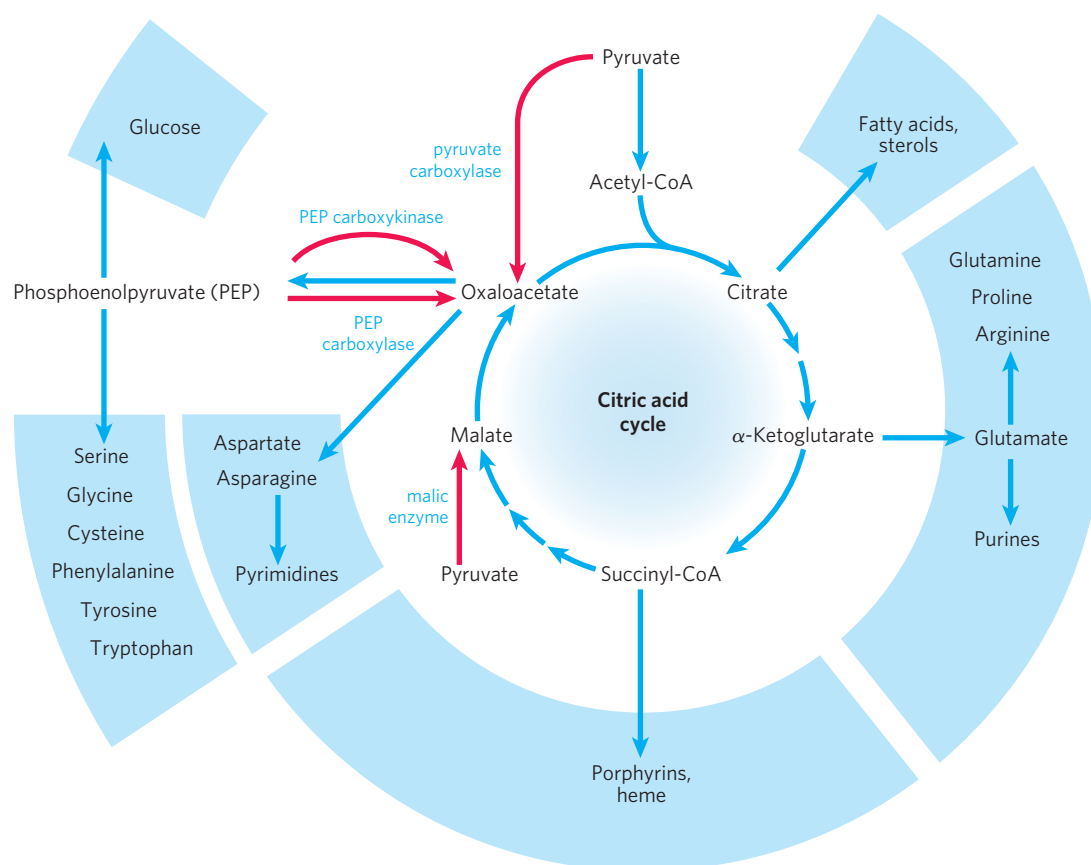 Pyruvate
Glucose
Fatty acids,
sterols
pyruvate
carboxylase
Acetyl-CoA
PEP carboxykinase
Glutamine
Phosphoenolpyruvate (PEP)
Oxaloacetate
Citrate
Proline
PEP
carboxylase
Arginine
Citric acid
cycle
Aspartate
Malate
α-Ketoglutarate
Glutamate
Serine
Asparagine
Glycine
malic
enzyme
Cysteine
Purines
Phenylalanine
Pyrimidines
Pyruvate
Succinyl-CoA
Tyrosine
Tryptophan
Porphyrins,
heme